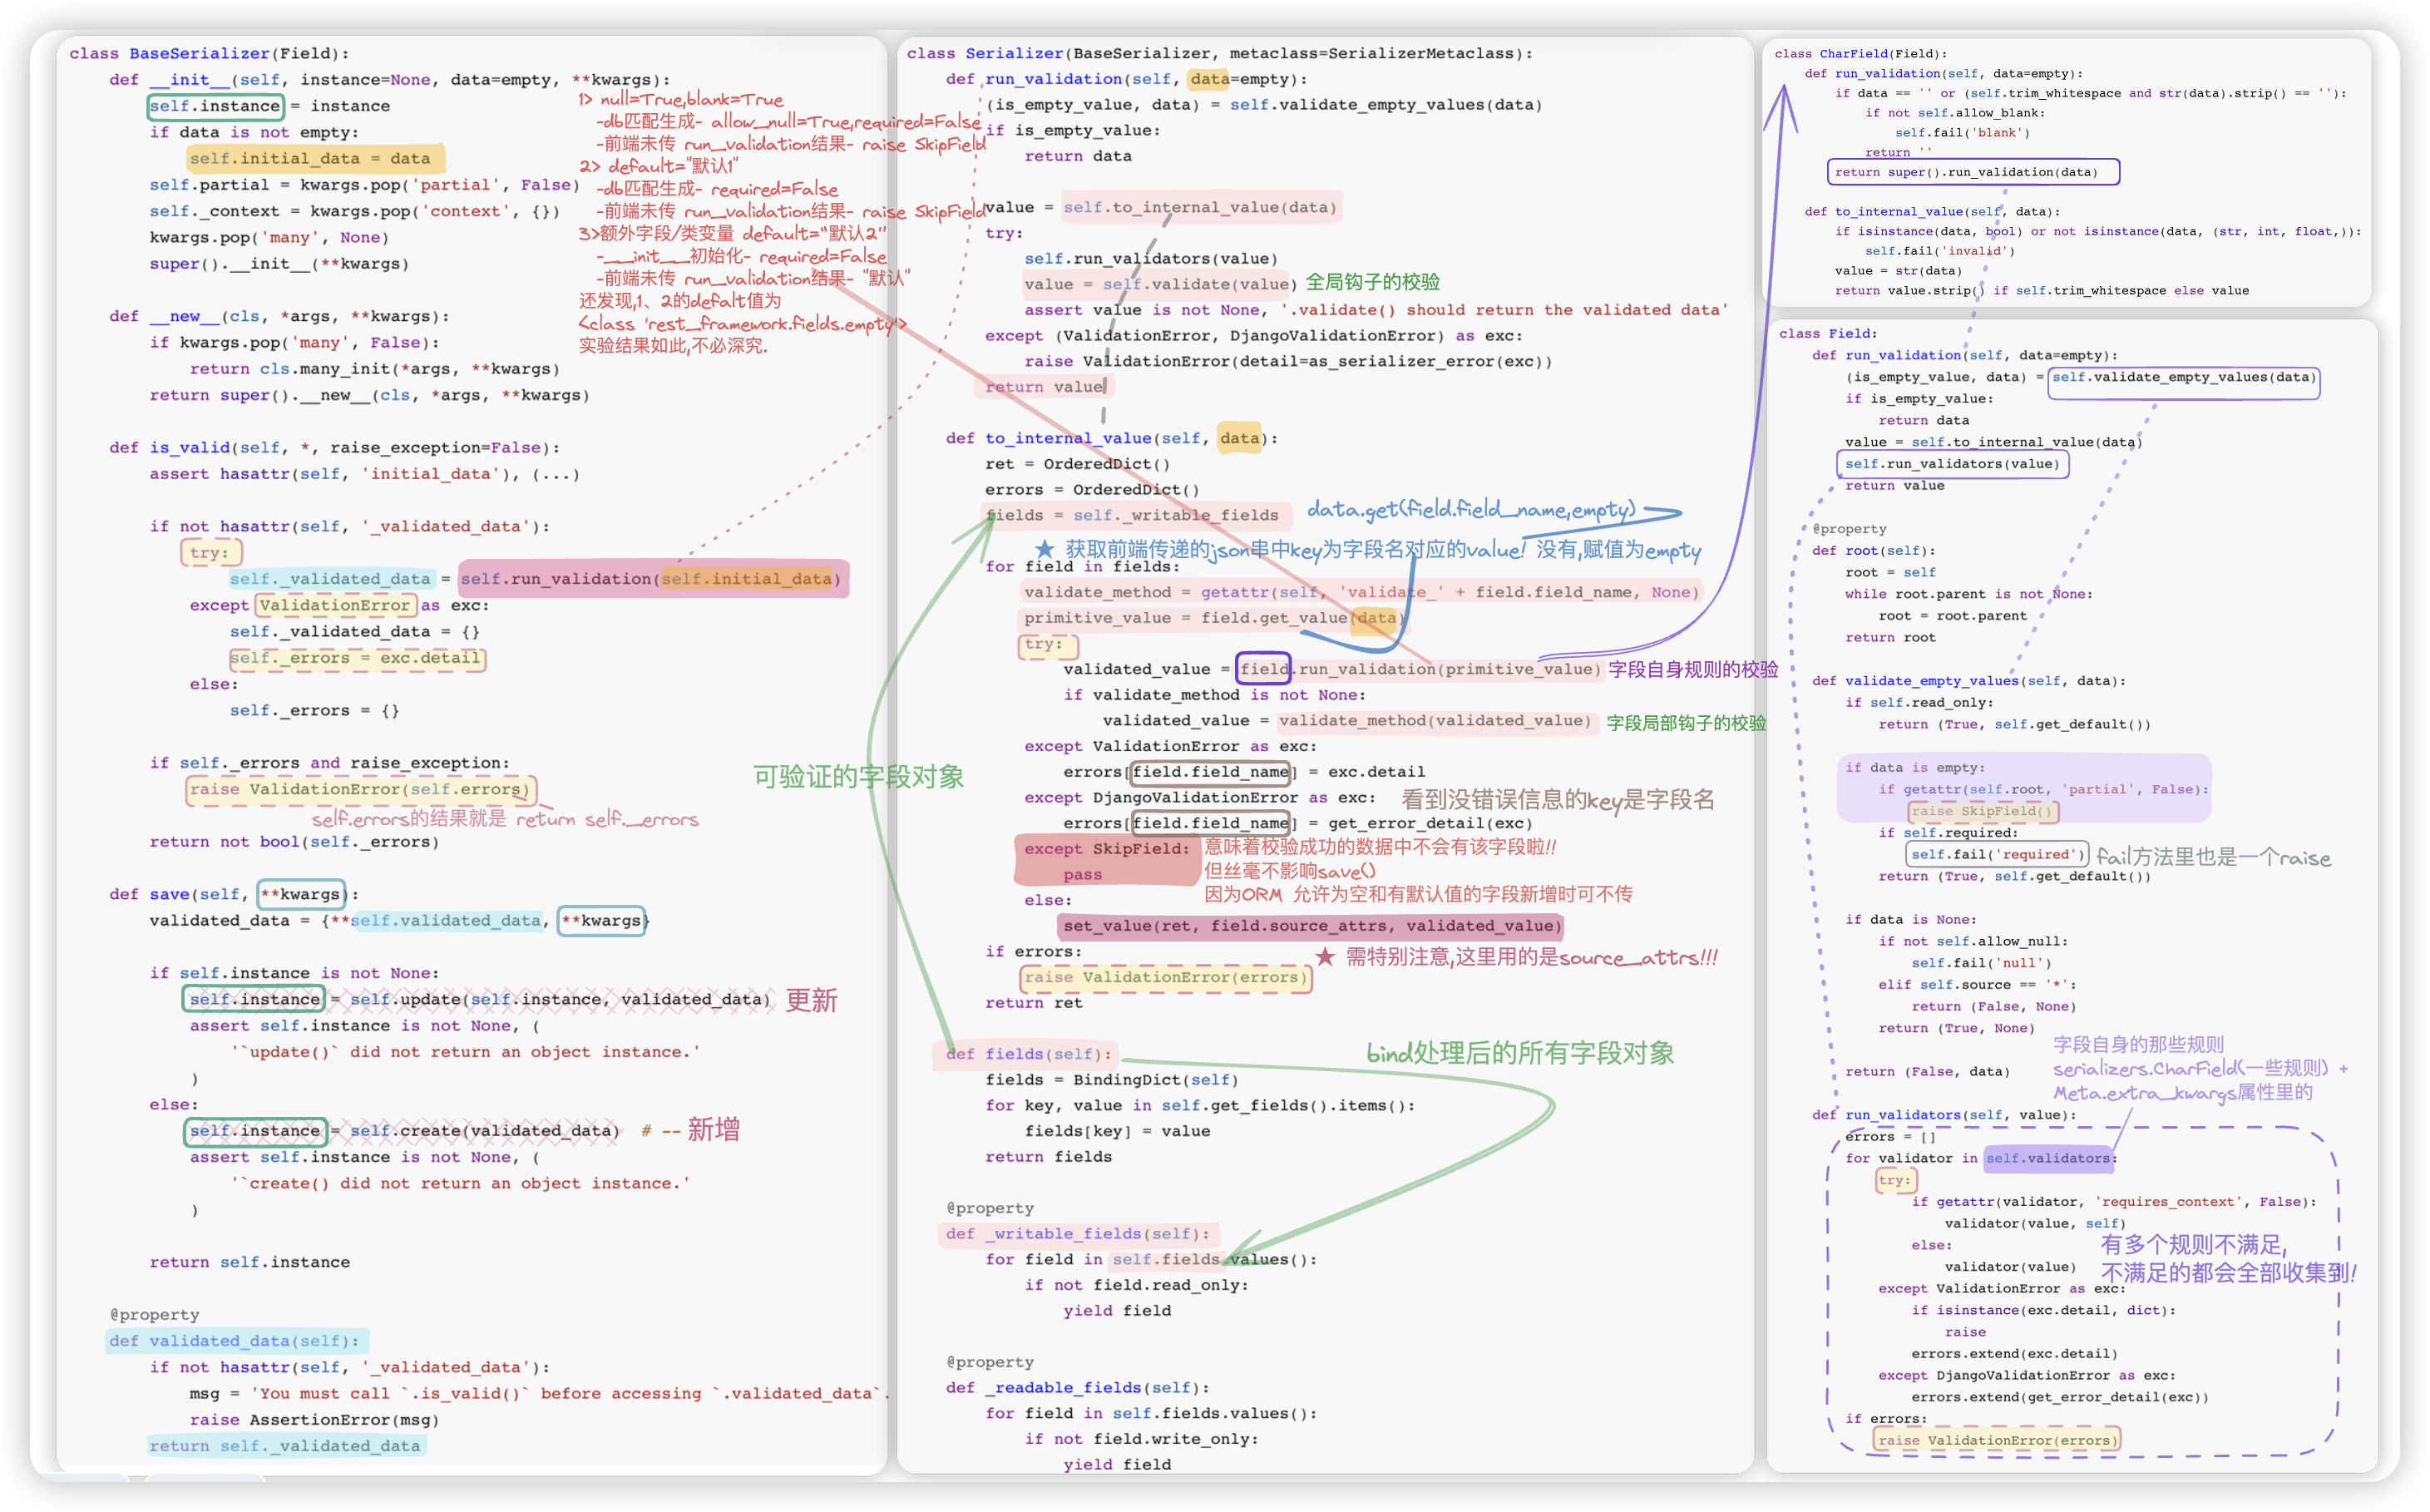 class BaseSerializer(Field):
def __init__(self, instance=None, data=empty, **kwargs):
self.instance = instance
if data is not empty:
self.initial_data = data
self.partial = kwargs.pop('partial', False)
self._context = kwargs.pop('context', {})
kwargs.pop('many', None)
super().__init__(**kwargs)
def __new__(cls, *args, **kwargs):
if kwargs.pop('many', False):
return cls.many_init(*args, **kwargs)
return super().__new__(cls, *args, **kwargs)
def is_valid(self, *, raise_exception=False):
assert hasattr(self, 'initial_data'), (...)
if not hasattr(self, '_validated_data'):
try:
self._validated_data = self.run_validation(self.initial_data)
except ValidationError as exc:
self._validated_data = {}
self._errors = exc.detail
else:
self._errors = {}
if self._errors and raise_exception:
raise ValidationError(self.errors)
self.errors的结果就是 return self._errors
return not bool(self._errors)
def save(self, **kwargs):
validated_data = {**self.validated_data, **kwargs}
if self.instance is not None:
self.instance = self.update(self.instance, validated_data) 更新
assert self.instance is not None, (
'`update()` did not return an object instance.'
)
else:
self.instance = self.create(validated_data) # -- 新增
assert self.instance is not None, (
'`create() did not return an object instance.'
)
return self.instance
@property
def validated_data(self):
if not hasattr(self, '_validated_data'):
msg = 'You must call `.is_valid()` before accessing `.validated_data`.
raise AssertionError(msg)
return self._validated_data
1> null=True,blank=True
-db匹配生成- allow_null=True,required=False
-前端未传 run_validation结果- raise SkipField
2> default="默认1"
-db匹配生成- required=False
-前端未传 run_validation结果- raise SkipField
3>额外字段/类变量 default="默认2"
-__init__初始化- required=False
-前端未传 run_validation结果- "默认"
还发现,1、2的defalt值为
<class 'rest_framework.fields.empty'>
实验结果如此,不必深究.
class Serializer(BaseSerializer, metaclass=SerializerMetaclass):
def run_validation(self, data=empty):
(is_empty_value, data) = self.validate_empty_values(data)
if is_empty_value:
return data
value = self.to_internal_value(data)
try:
self.run_validators(value)
value = self.validate(value) 全局钩子的校验
assert value is not None, '.validate() should return the validated data'
except (ValidationError, DjangoValidationError) as exc:
raise ValidationError(detail=as_serializer_error(exc))
return value
def to_internal_value(self, data):
ret = OrderedDict()
errors = OrderedDict()
fields = self._writable_fields
data.get(field.field_name,empty)
★ 获取前端传递的json串中key为字段名对应的value! 没有,赋值为empty
for field in fields:
validate_method = getattr(self, 'validate_' + field.field_name, None)
primitive_value = field.get_value(data)
try:
validated_value = field.run_validation(primitive_value) 字段自身规则的校验
if validate_method is not None:
validated_value = validate_method(validated_value) 字段局部钩子的校验
except ValidationError as exc:
errors[field.field_name] = exc.detail
except DjangoValidationError as exc: 看到没错误信息的key是字段名
errors[field.field_name] = get_error_detail(exc)
except SkipField: 意味着校验成功的数据中不会有该字段啦!!
pass 但丝毫不影响save()
因为ORM 允许为空和有默认值的字段新增时可不传
else:
set_value(ret, field.source_attrs, validated_value)
if errors: ★ 需特别注意,这里用的是source_attrs!!!
raise ValidationError(errors)
return ret
可验证的字段对象
def fields(self): bind处理后的所有字段对象
fields = BindingDict(self)
for key, value in self.get_fields().items():
fields[key] = value
return fields
@property
def _writable_fields(self):
for field in self.fields.values():
if not field.read_only:
yield field
@property
def _readable_fields(self):
for field in self.fields.values():
if not field.write_only:
yield field
class CharField(Field):
def run_validation(self, data=empty):
if data == '' or (self.trim_whitespace and str(data).strip() == ''):
if not self.allow_blank:
self.fail('blank')
return ''
return super().run_validation(data)
def to_internal_value(self, data):
if isinstance(data, bool) or not isinstance(data, (str, int, float,)):
self.fail('invalid')
value = str(data)
return value.strip() if self.trim_whitespace else value
class Field:
def run_validation(self, data=empty):
(is_empty_value, data) = self.validate_empty_values(data)
if is_empty_value:
return data
value = self.to_internal_value(data)
self.run_validators(value)
return value
@property
def root(self):
root = self
while root.parent is not None:
root = root.parent
return root
def validate_empty_values(self, data):
if self.read_only:
return (True, self.get_default())
if data is empty:
if getattr(self.root, 'partial', False):
raise SkipField()
if self.required:
self.fail('required') fail方法里也是一个raise
return (True, self.get_default())
if data is None:
if not self.allow_null:
self.fail('null')
elif self.source == '*':
return (False, None)
return (True, None)
字段自身的那些规则
serializers.CharField(一些规则) +
return (False, data) Meta.extra_kwargs属性里的
def run_validators(self, value):
errors = []
for validator in self.validators:
try:
if getattr(validator, 'requires_context', False):
validator(value, self)
else: 有多个规则不满足,
validator(value) 不满足的都会全部收集到!
except ValidationError as exc:
if isinstance(exc.detail, dict):
raise
errors.extend(exc.detail)
except DjangoValidationError as exc:
errors.extend(get_error_detail(exc))
if errors:
raise ValidationError(errors)